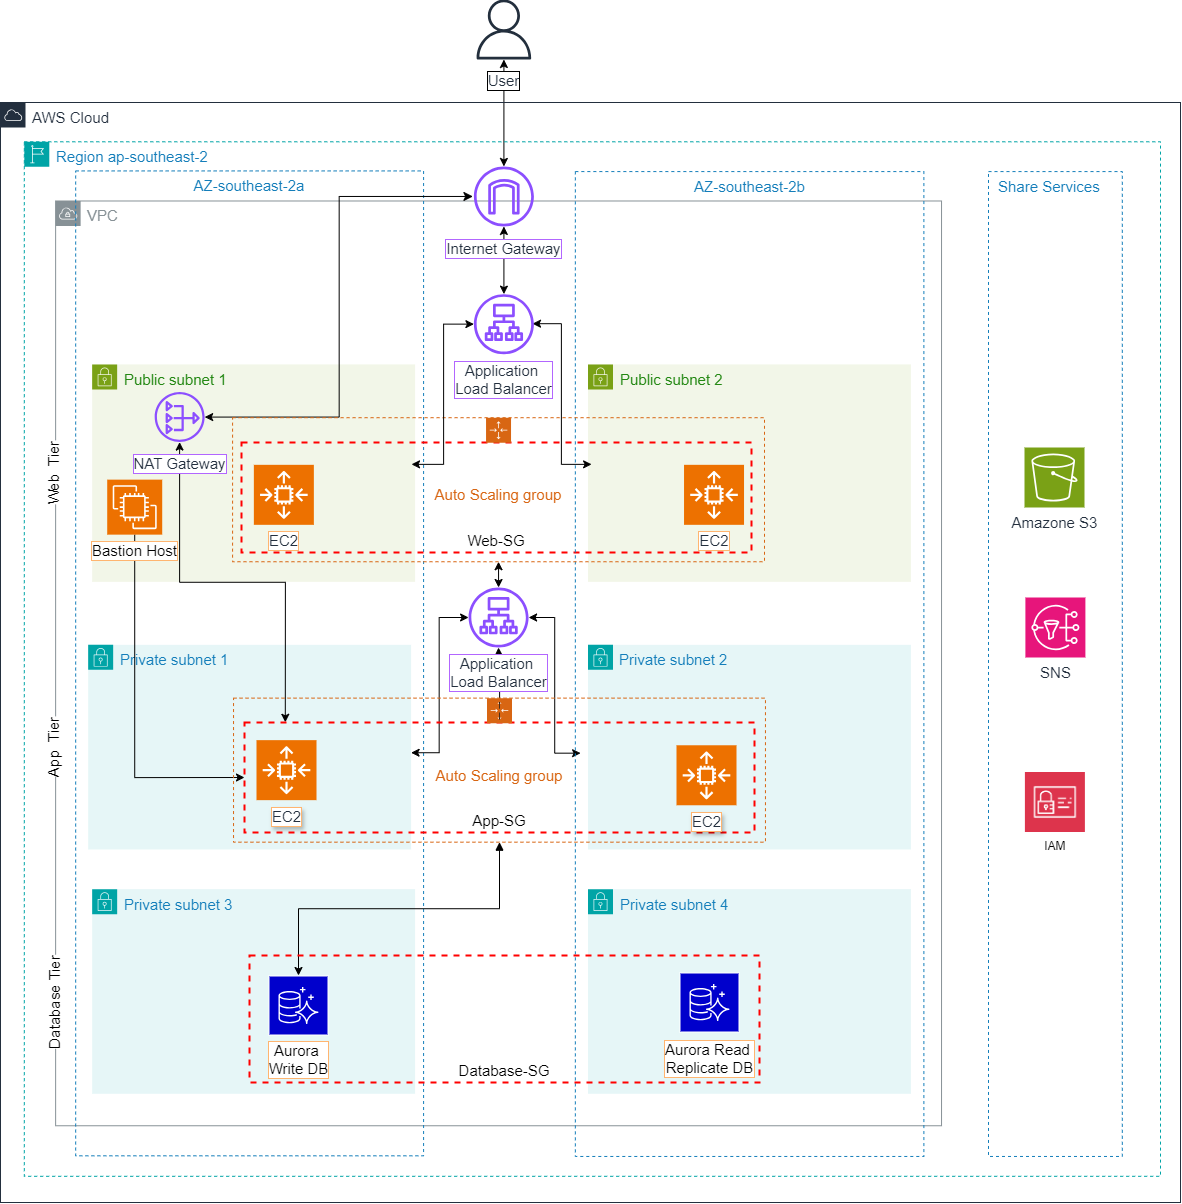 User
AWS Cloud
Region ap-southeast-2
AZ-southeast-2a
AZ-southeast-2b
Share Services
VPC
Internet Gateway
Application
Load Balancer
Public subnet 1
Public subnet 2
NAT Gateway
Web Tier
Auto Scaling group
Bastion Host
EC2
Web-SG
EC2
Amazone S3
Private subnet 1
Application
Load Balancer
Private subnet 2
SNS
App Tier
Auto Scaling group
EC2
App-SG
EC2
IAM
Private subnet 3
Private subnet 4
Database Tier
Aurora
Write DB
Database-SG
Aurora Read
Replicate DB